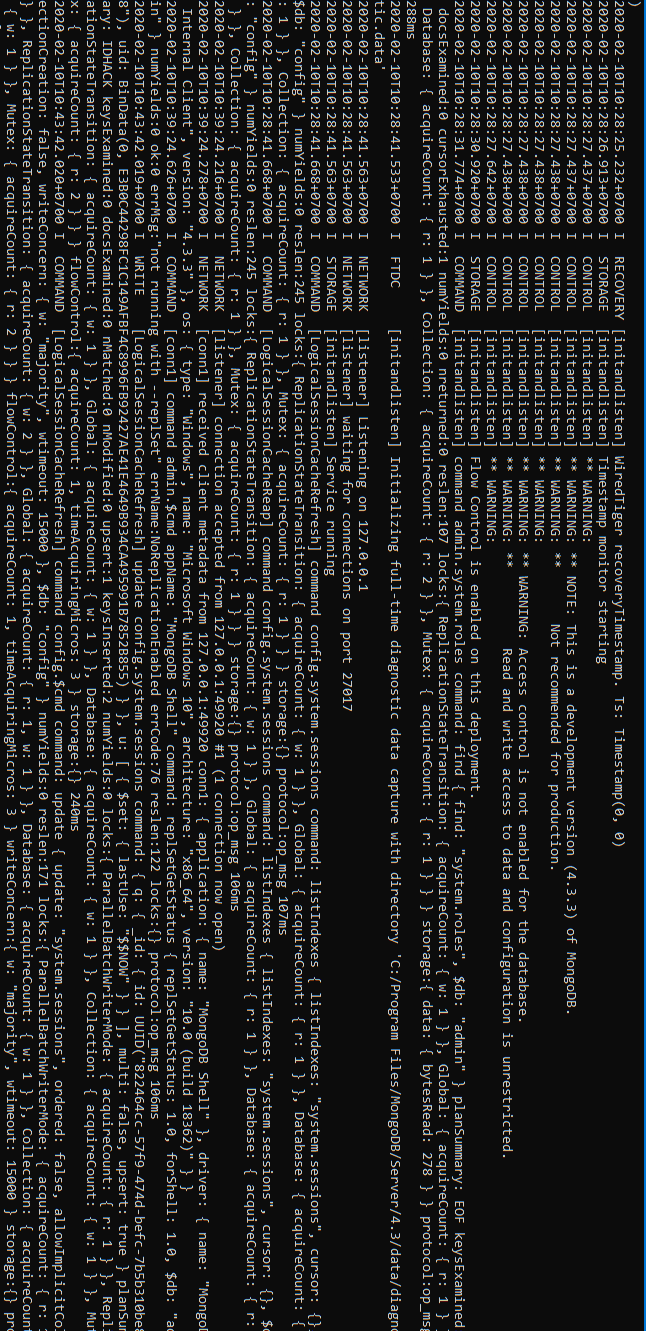 )
2020-02-10T10:28:25.232+0700 I  RECOVERY [initandlisten] WiredTiger recoveryTimestamp. Ts: Timestamp(0, 0)
2020-02-10T10:28:26.913+0700 I  STORAGE  [initandlisten] Timestamp monitor starting
2020-02-10T10:28:27.437+0700 I  CONTROL  [initandlisten] ** WARNING:
2020-02-10T10:28:27.437+0700 I  CONTROL  [initandlisten] ** WARNING: ** NOTE: This is a development version (4.3.3) of MongoDB.
2020-02-10T10:28:27.438+0700 I  CONTROL  [initandlisten] ** WARNING: **       Not recommended for production.
2020-02-10T10:28:27.438+0700 I  CONTROL  [initandlisten] ** WARNING:
2020-02-10T10:28:27.438+0700 I  CONTROL  [initandlisten] ** WARNING: ** WARNING: Access control is not enabled for the database.
2020-02-10T10:28:27.438+0700 I  CONTROL  [initandlisten] ** WARNING: **          Read and write access to data and configuration is unrestricted.
2020-02-10T10:28:27.438+0700 I  CONTROL  [initandlisten] ** WARNING:
2020-02-10T10:28:27.642+0700 I  STORAGE  [initandlisten] Flow Control is enabled on this deployment.
2020-02-10T10:28:31.774+0700 I  COMMAND  [initandlisten] command admin.system.roles command: find { find: "system.roles", $db: "admin" } planSummary: EOF keysExamined
 docsExamined:0 cursorExhausted:1 numYields:0 nreturned:0 reslen:107 locks:{ ReplicationStateTransition: { acquireCount: { w: 1 } }, Global: { acquireCount: { r: 1 }
 Database: { acquireCount: { r: 1 } }, Collection: { acquireCount: { r: 2 } }, Mutex: { acquireCount: { r: 1 } } } storage:{ data: { bytesRead: 278 } } protocol:op_msg
288ms
2020-02-10T10:28:41.533+0700 I  FTDC     [initandlisten] Initializing full-time diagnostic data capture with directory 'C:/Program Files/MongoDB/Server/4.3/data/diagno
tic.data'
2020-02-10T10:28:41.563+0700 I  NETWORK  [listener] Listening on 127.0.0.1
2020-02-10T10:28:41.563+0700 I  NETWORK  [listener] waiting for connections on port 27017
2020-02-10T10:28:41.563+0700 I  STORAGE  [initandlisten] Service running
2020-02-10T10:28:41.668+0700 I  COMMAND  [LogicalSessionCacheRefresh] command config.system.sessions command: listIndexes { listIndexes: "system.sessions", cursor: {},
$db: "config" } numYields:0 reslen:245 locks:{ ReplicationStateTransition: { acquireCount: { w: 1 } }, Global: { acquireCount: { r: 1 } }, Database: { acquireCount: {
: 1 } }, Collection: { acquireCount: { r: 1 } }, Mutex: { acquireCount: { r: 1 } } } storage:{} protocol:op_msg 107ms
2020-02-10T10:28:41.668+0700 I  COMMAND  [LogicalSessionCacheReap] command config.system.sessions command: listIndexes { listIndexes: "system.sessions", cursor: {}, $d
: "config" } numYields:0 reslen:245 locks:{ ReplicationStateTransition: { acquireCount: { w: 1 } }, Global: { acquireCount: { r: 1 } }, Database: { acquireCount: { r:
 } }, Collection: { acquireCount: { r: 1 } }, Mutex: { acquireCount: { r: 1 } } } storage:{} protocol:op_msg 106ms
2020-02-10T10:39:24.216+0700 I  NETWORK  [listener] connection accepted from 127.0.0.1:49920 #1 (1 connection now open)
2020-02-10T10:39:24.278+0700 I  NETWORK  [conn1] received client metadata from 127.0.0.1:49920 conn1: { application: { name: "MongoDB Shell" }, driver: { name: "MongoD
 Internal Client", version: "4.3.3" }, os: { type: "Windows", name: "Microsoft Windows 10", architecture: "x86_64", version: "10.0 (build 18362)" } }
2020-02-10T10:39:24.626+0700 I  COMMAND  [conn1] command admin.$cmd appName: "MongoDB Shell" command: replSetGetStatus { replSetGetStatus: 1.0, forShell: 1.0, $db: "ad
in" } numYields:0 ok:0 errMsg:"not running with --replSet" errName:NoReplicationEnabled errCode:76 reslen:122 locks:{} protocol:op_msg 106ms
2020-02-10T10:43:42.019+0700 I  WRITE    [LogicalSessionCacheRefresh] update config.system.sessions command: { q: { _id: { id: UUID("822464cc-57f9-474d-befc-7b5b310be6
8"), uid: uid: { multi: false, upsert: true } planSum
ary: IDHACK keysExamined:0 docsExamined:0 nMatched:0 nModified:0 upsert:1 keysInserted:2 numYields:0 locks:{ ParallelBatchWriterMode: { acquireCount: { r: 1 } }, Repli
ationStateTransition: { acquireCount: { w: 1 } }, Global: { acquireCount: { w: 1 } }, Database: { acquireCount: { w: 1 } }, Collection: { acquireCount: { w: 1 } }, Mut
x: { acquireCount: { r: 2 } } } flowControl:{ acquireCount: 1, timeAcquiringMicros: 3 } storage:{} 240ms
2020-02-10T10:43:42.020+0700 I  COMMAND  [LogicalSessionCacheRefresh] command config.$cmd command: update { update: "system.sessions", ordered: false, allowImplicitCol
ectionCreation: false, writeConcern: { w: "majority", wtimeout: 15000 }, $db: "config" } numYields:0 reslen:171 locks:{ ParallelBatchWriterMode: { acquireCount: { r:
 } }, ReplicationStateTransition: { acquireCount: { w: 2 } }, Global: { acquireCount: { r: 1, w: 1 } }, Database: { acquireCount: { w: 1 } }, Collection: { acquireCount
 { w: 1 } }, Mutex: { acquireCount: { r: 2 } } } flowControl:{ acquireCount: 1, timeAcquiringMicros: 3 } writeConcern:{ w: "majority", wtimeout: 15000 } storage:{} pro